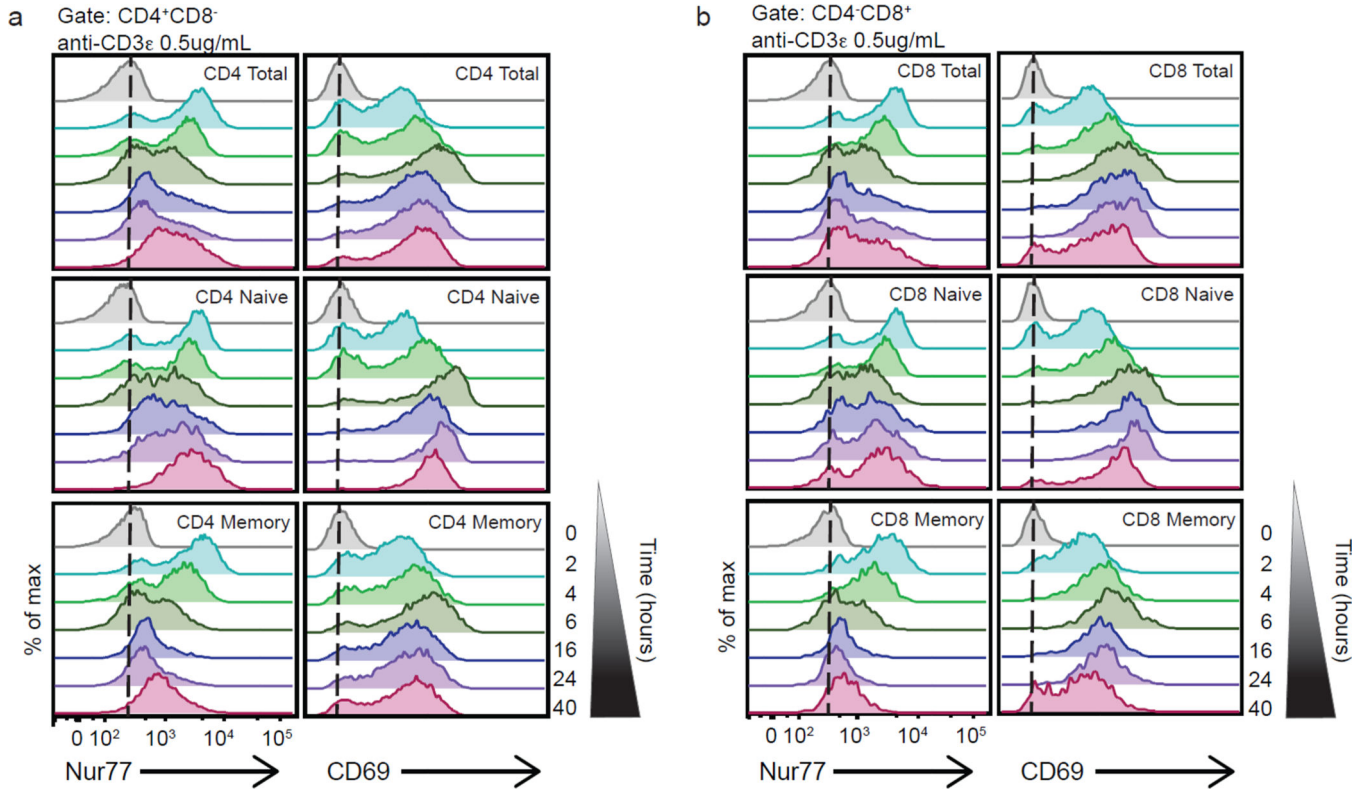 a
Gate: CD4⁺CD8⁻
anti-CD3ε 0.5ug/mL
CD4 Total
CD4 Total
CD4 Naive
CD4 Naive
CD4 Memory
CD4 Memory
% of max
0
2
4
6
16
24
40
Time (hours)
0 10² 10³ 10⁴ 10⁵
Nur77
CD69
b
Gate: CD4⁻CD8⁺
anti-CD3ε 0.5ug/mL
CD8 Total
CD8 Total
CD8 Naive
CD8 Naive
CD8 Memory
CD8 Memory
% of max
0
2
4
6
16
24
40
Time (hours)
0 10² 10³ 10⁴ 10⁵
Nur77
CD69